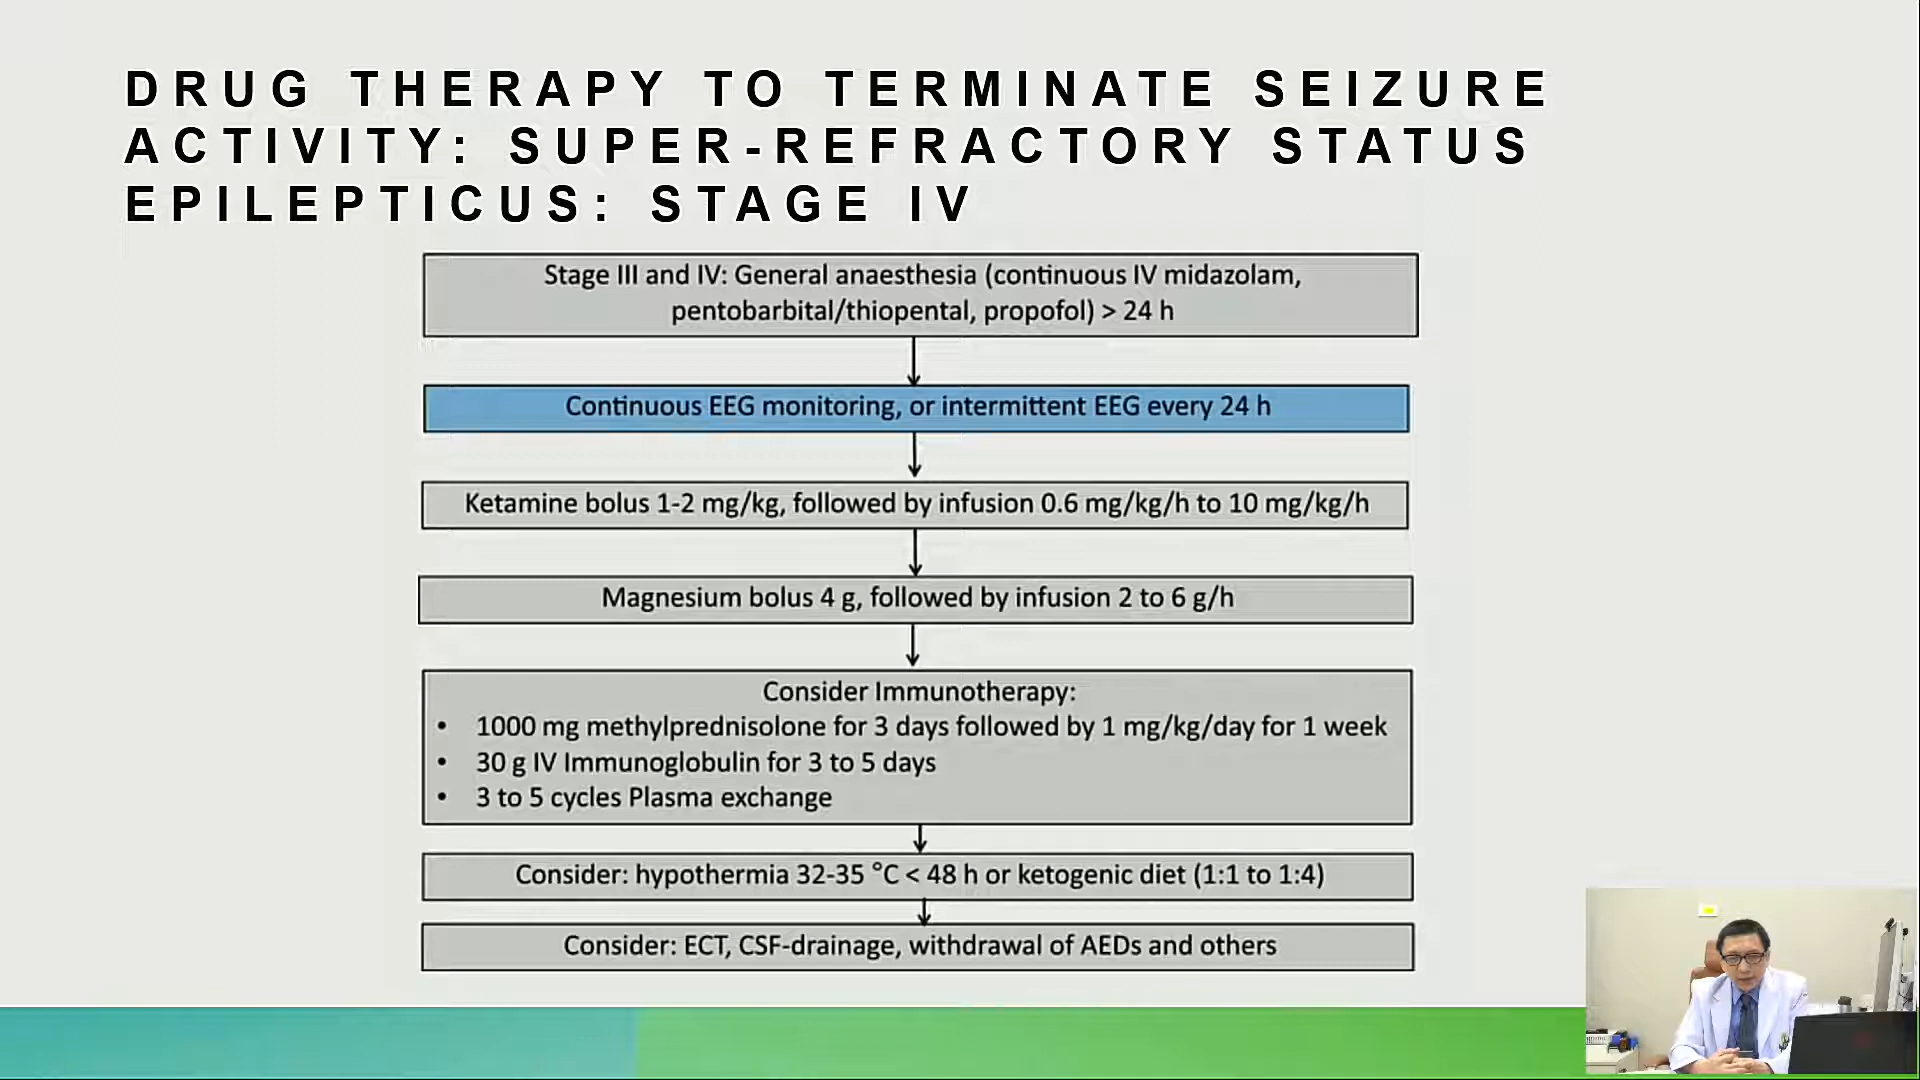 DRUG THERAPY TO TERMINATE SEIZURE
ACTIVITY: SUPER-REFRACTORY STATUS
EPILEPTICUS: STAGE IV
Stage III and IV: General anaesthesia (continuous IV midazolam,
pentobarbital/thiopental, propofol) > 24 h
Continuous EEG monitoring, or intermittent EEG every 24 h
Ketamine bolus 1-2 mg/kg, followed by infusion 0.6 mg/kg/h to 10 mg/kg/h
Magnesium bolus 4 g, followed by infusion 2 to 6 g/h
Consider Immunotherapy:
• 1000 mg methylprednisolone for 3 days followed by 1 mg/kg/day for 1 week
• 30 g IV Immunoglobulin for 3 to 5 days
• 3 to 5 cycles Plasma exchange
Consider: hypothermia 32-35 °C < 48 h or ketogenic diet (1:1 to 1:4)
Consider: ECT, CSF-drainage, withdrawal of AEDs and others